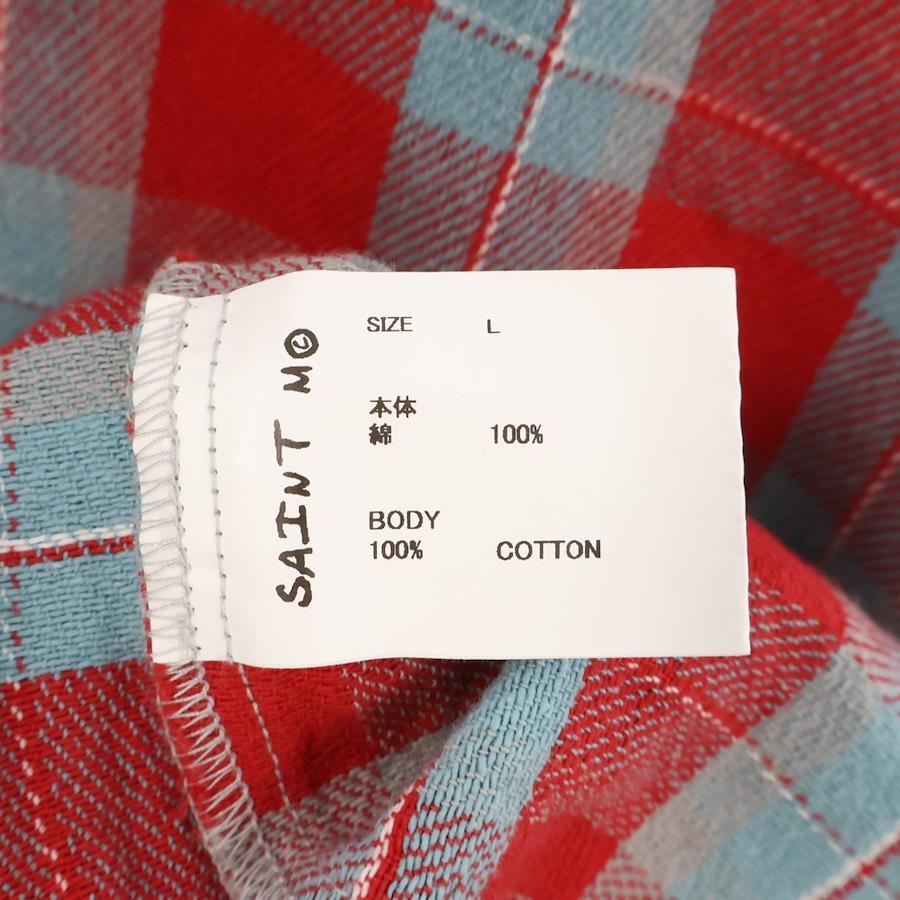 SAINT M©
SIZE L
本体
綿 100%
BODY
100% COTTON